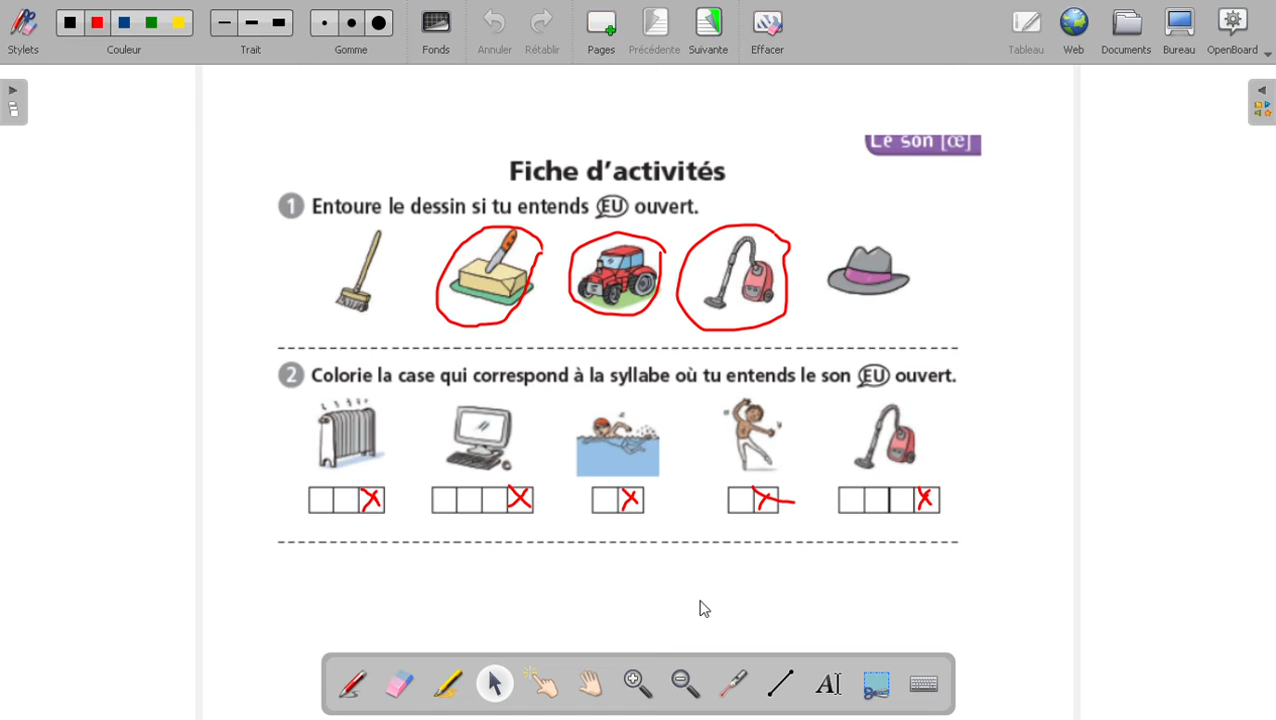 Stylets
Couleur
Trait
Gomme
Fonds
Annuler
Rétablir
Pages
Précédente
Suivante
Effacer
Tableau
Web
Documents
Bureau
OpenBoard
Le son [œ]
Fiche d'activités
1 Entoure le dessin si tu entends EU ouvert.
2 Colorie la case qui correspond à la syllabe où tu entends le son EU ouvert.